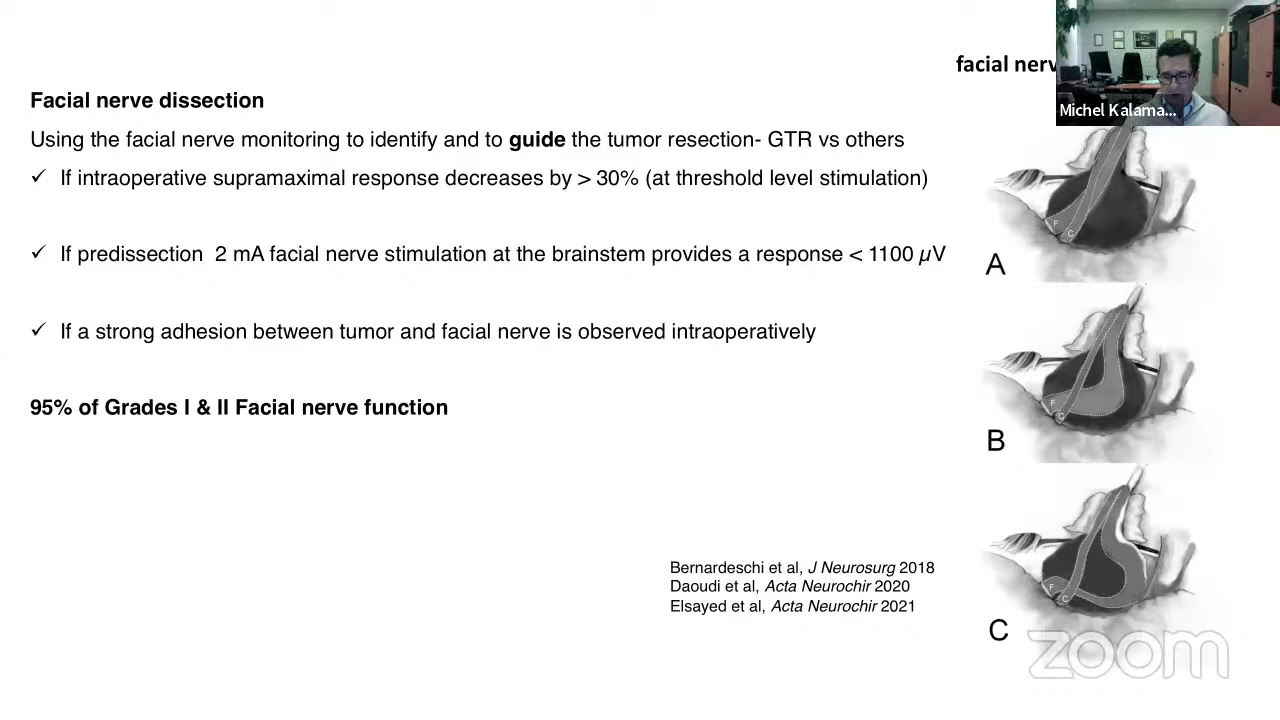 facial nerv
Michel Kalama...
Facial nerve dissection
Using the facial nerve monitoring to identify and to guide the tumor resection- GTR vs others
✓ If intraoperative supramaximal response decreases by > 30% (at threshold level stimulation)
✓ If predissection 2 mA facial nerve stimulation at the brainstem provides a response < 1100 µV
✓ If a strong adhesion between tumor and facial nerve is observed intraoperatively
95% of Grades I & II Facial nerve function
Bernardeschi et al, J Neurosurg 2018
Daoudi et al, Acta Neurochir 2020
Elsayed et al, Acta Neurochir 2021
F
C
A
F
C
B
F
C
C
zoom